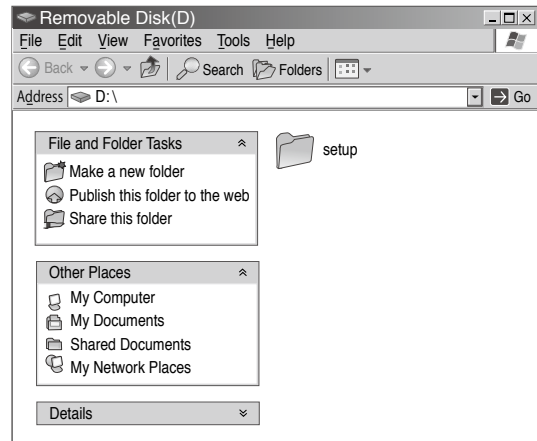 Removable Disk(D)
File Edit View Favorites Tools Help
Back Search Folders
Address D:\ Go
File and Folder Tasks
Make a new folder
Publish this folder to the web
Share this folder
setup
Other Places
My Computer
My Documents
Shared Documents
My Network Places
Details